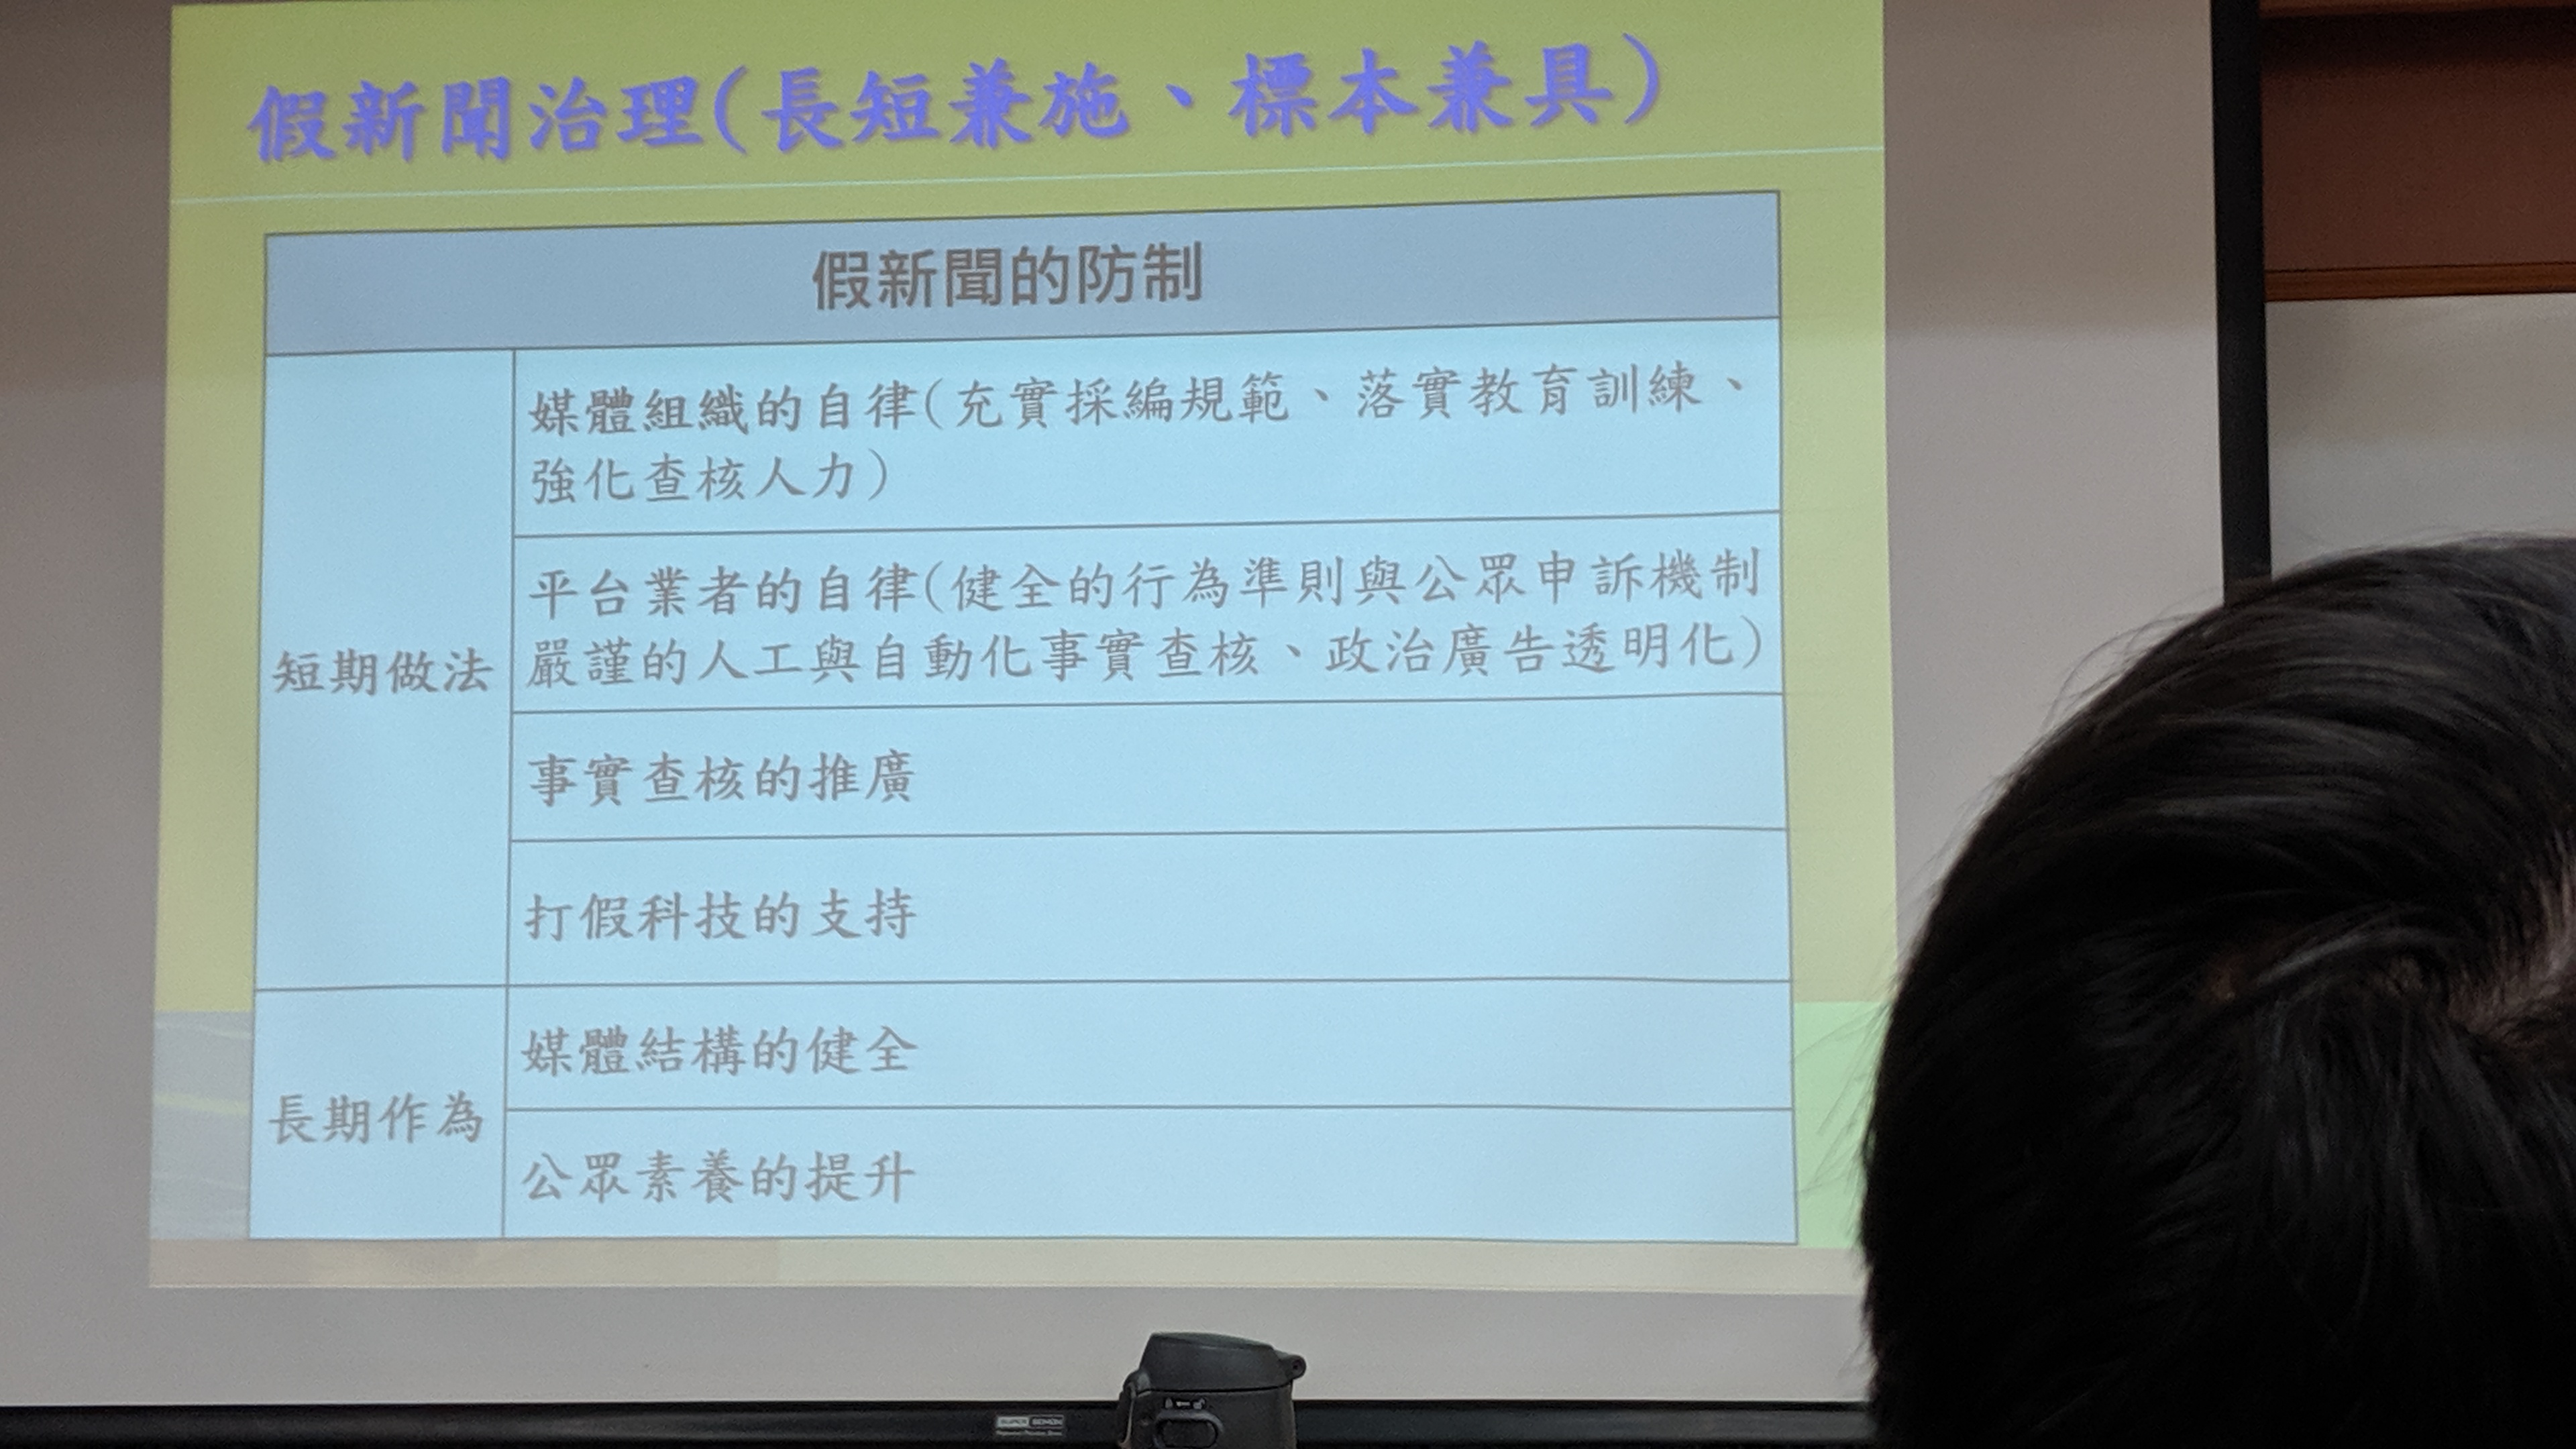 假新聞治理(長短兼施、標本兼具)
假新聞的防制
短期做法
媒體組織的自律(充實採編規範、落實教育訓練、
強化查核人力)
平台業者的自律(健全的行為準則與公眾申訴機制
嚴謹的人工與自動化事實查核、政治廣告透明化)
事實查核的推廣
打假科技的支持
長期作為
媒體結構的健全
公眾素養的提升